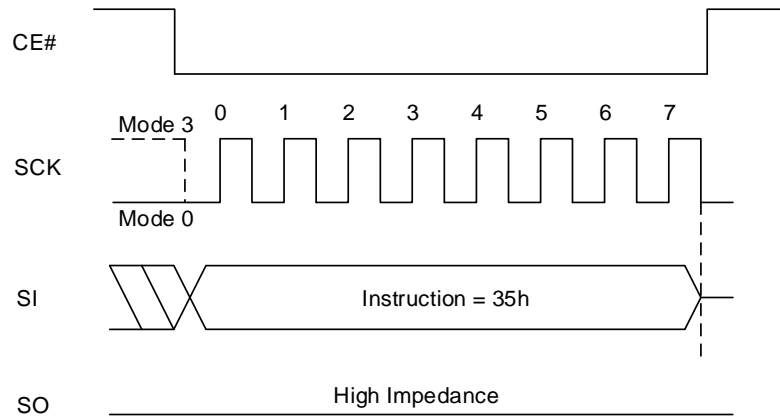 CE#
0 1 2 3 4 5 6 7
Mode 3
SCK
Mode 0
SI
Instruction = 35h
High Impedance
SO